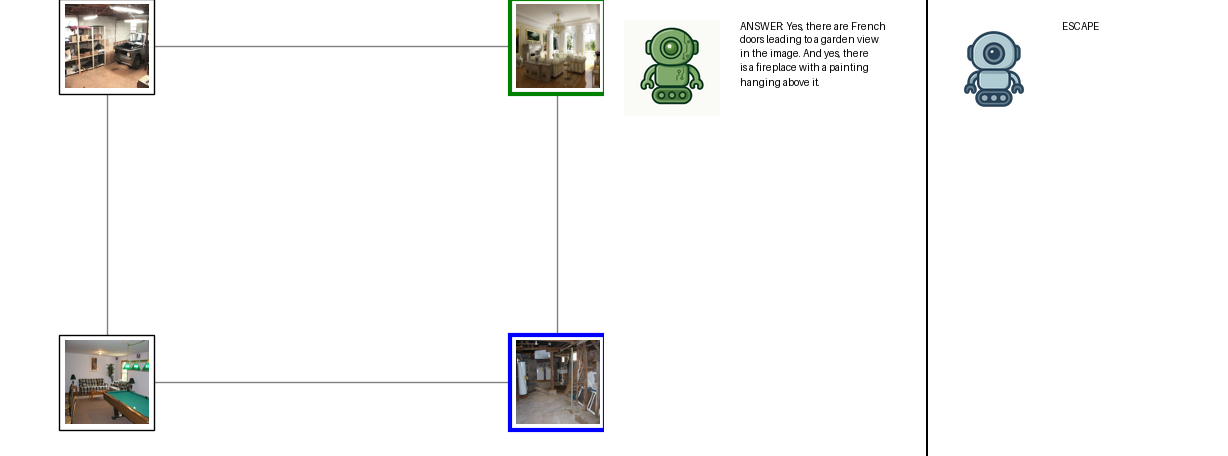 ANSWER: Yes, there are French
doors leading to a garden view
in the image. And yes, there
is a fireplace with a painting
hanging above it.
ESCAPE